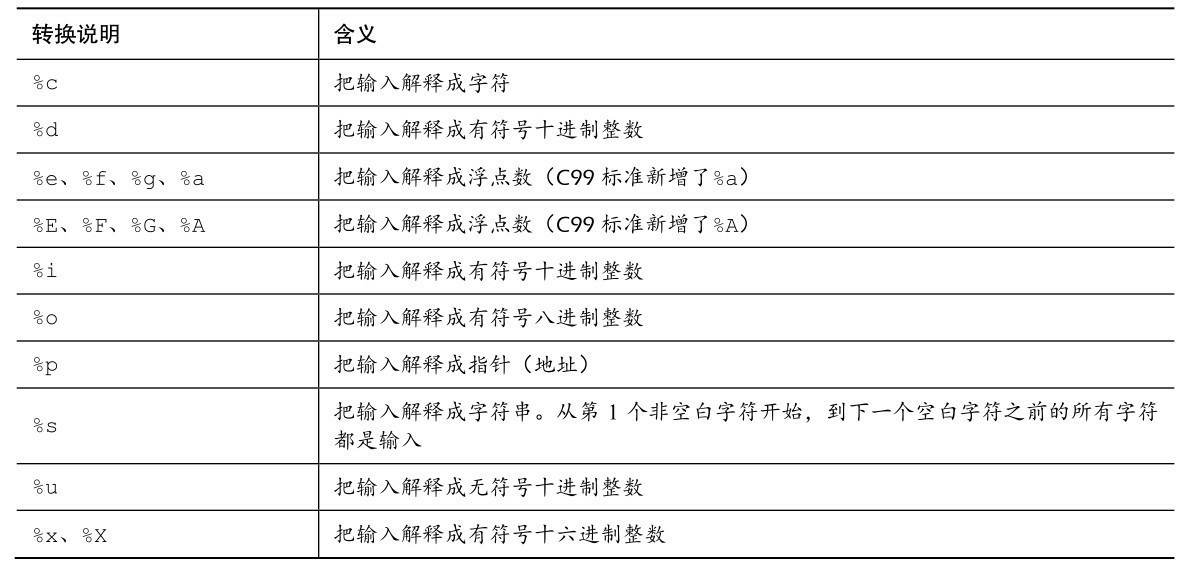 转换说明 含义
%c 把输入解释成字符
%d 把输入解释成有符号十进制整数
%e、%f、%g、%a 把输入解释成浮点数（C99 标准新增了%a）
%E、%F、%G、%A 把输入解释成浮点数（C99 标准新增了%A）
%i 把输入解释成有符号十进制整数
%o 把输入解释成有符号八进制整数
%p 把输入解释成指针（地址）
%s 把输入解释成字符串。从第 1 个非空白字符开始，到下一个空白字符之前的所有字符
都是输入
%u 把输入解释成无符号十进制整数
%x、%X 把输入解释成有符号十六进制整数